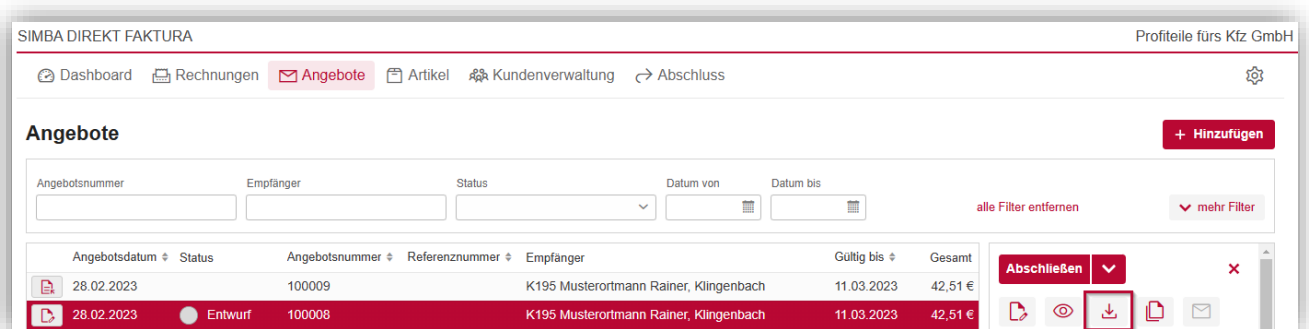 SIMBA DIREKT FAKTURA Profiteile fürs Kfz GmbH
Dashboard Rechnungen Angebote Artikel Kundenverwaltung Abschluss
Angebote + Hinzufügen
Angebotsnummer Empfänger Status Datum von Datum bis
alle Filter entfernen mehr Filter
Angebotsdatum Status Angebotsnummer Referenznummer Empfänger Gültig bis Gesamt
Abschließen
28.02.2023 100009 K195 Musterortmann Rainer, Klingenbach 11.03.2023 42,51 €
28.02.2023 Entwurf 100008 K195 Musterortmann Rainer, Klingenbach 11.03.2023 42,51 €